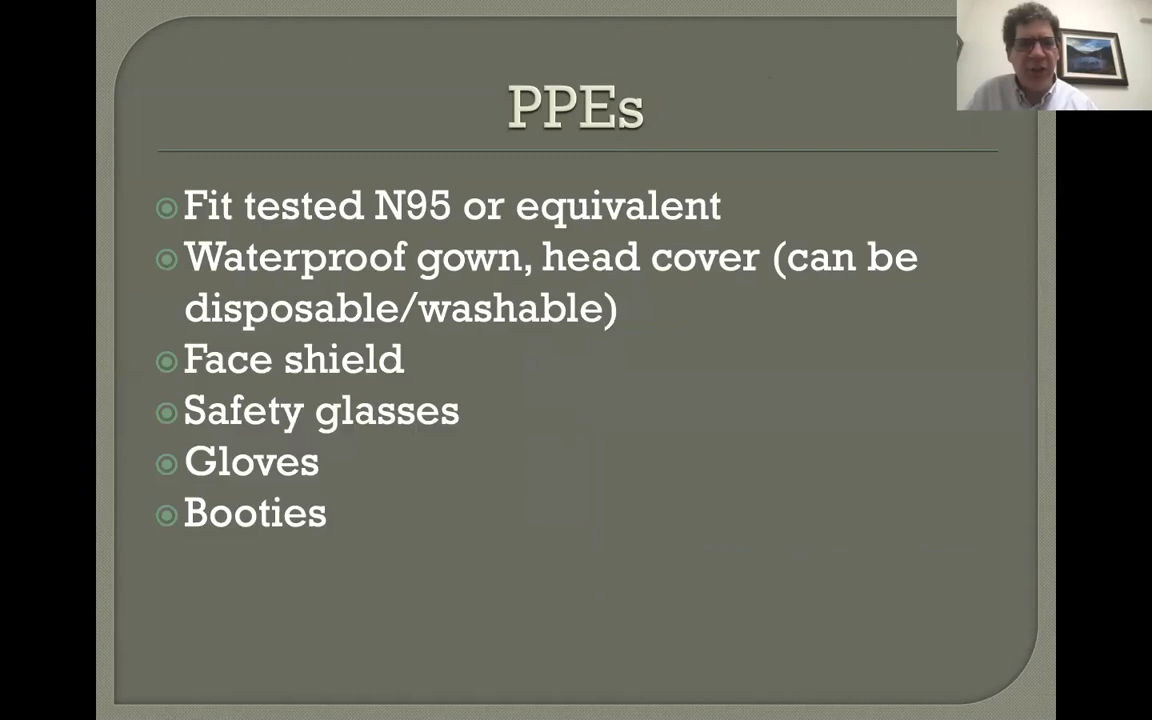 PPEs
Fit tested N95 or equivalent
Waterproof gown, head cover (can be
disposable/washable)
Face shield
Safety glasses
Gloves
Booties